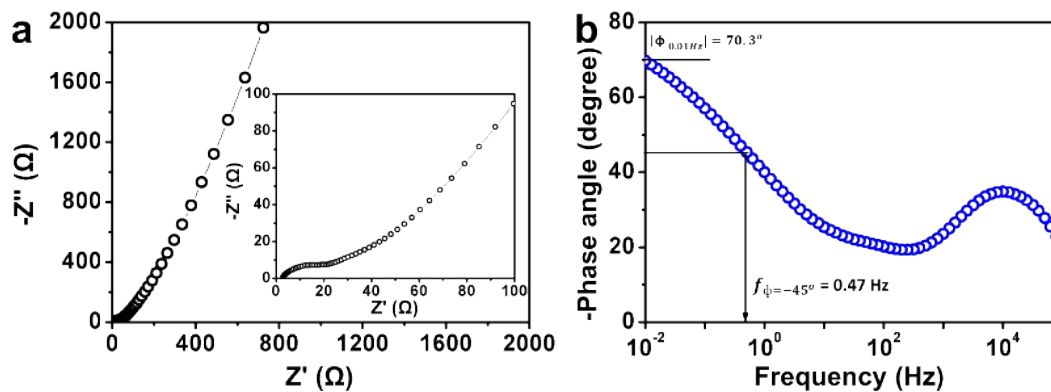 a
2000
1600
1200
800
400
0
-Z'' (Ω)
0 400 800 1200 1600 2000
Z' (Ω)
100
80
60
40
20
0
-Z'' (Ω)
0 20 40 60 80 100
Z' (Ω)
b
80
60
40
20
0
-Phase angle (degree)
|ϕ0.01Hz| = 70.3°
fϕ=−45° = 0.47 Hz
10-2 100 102 104
Frequency (Hz)